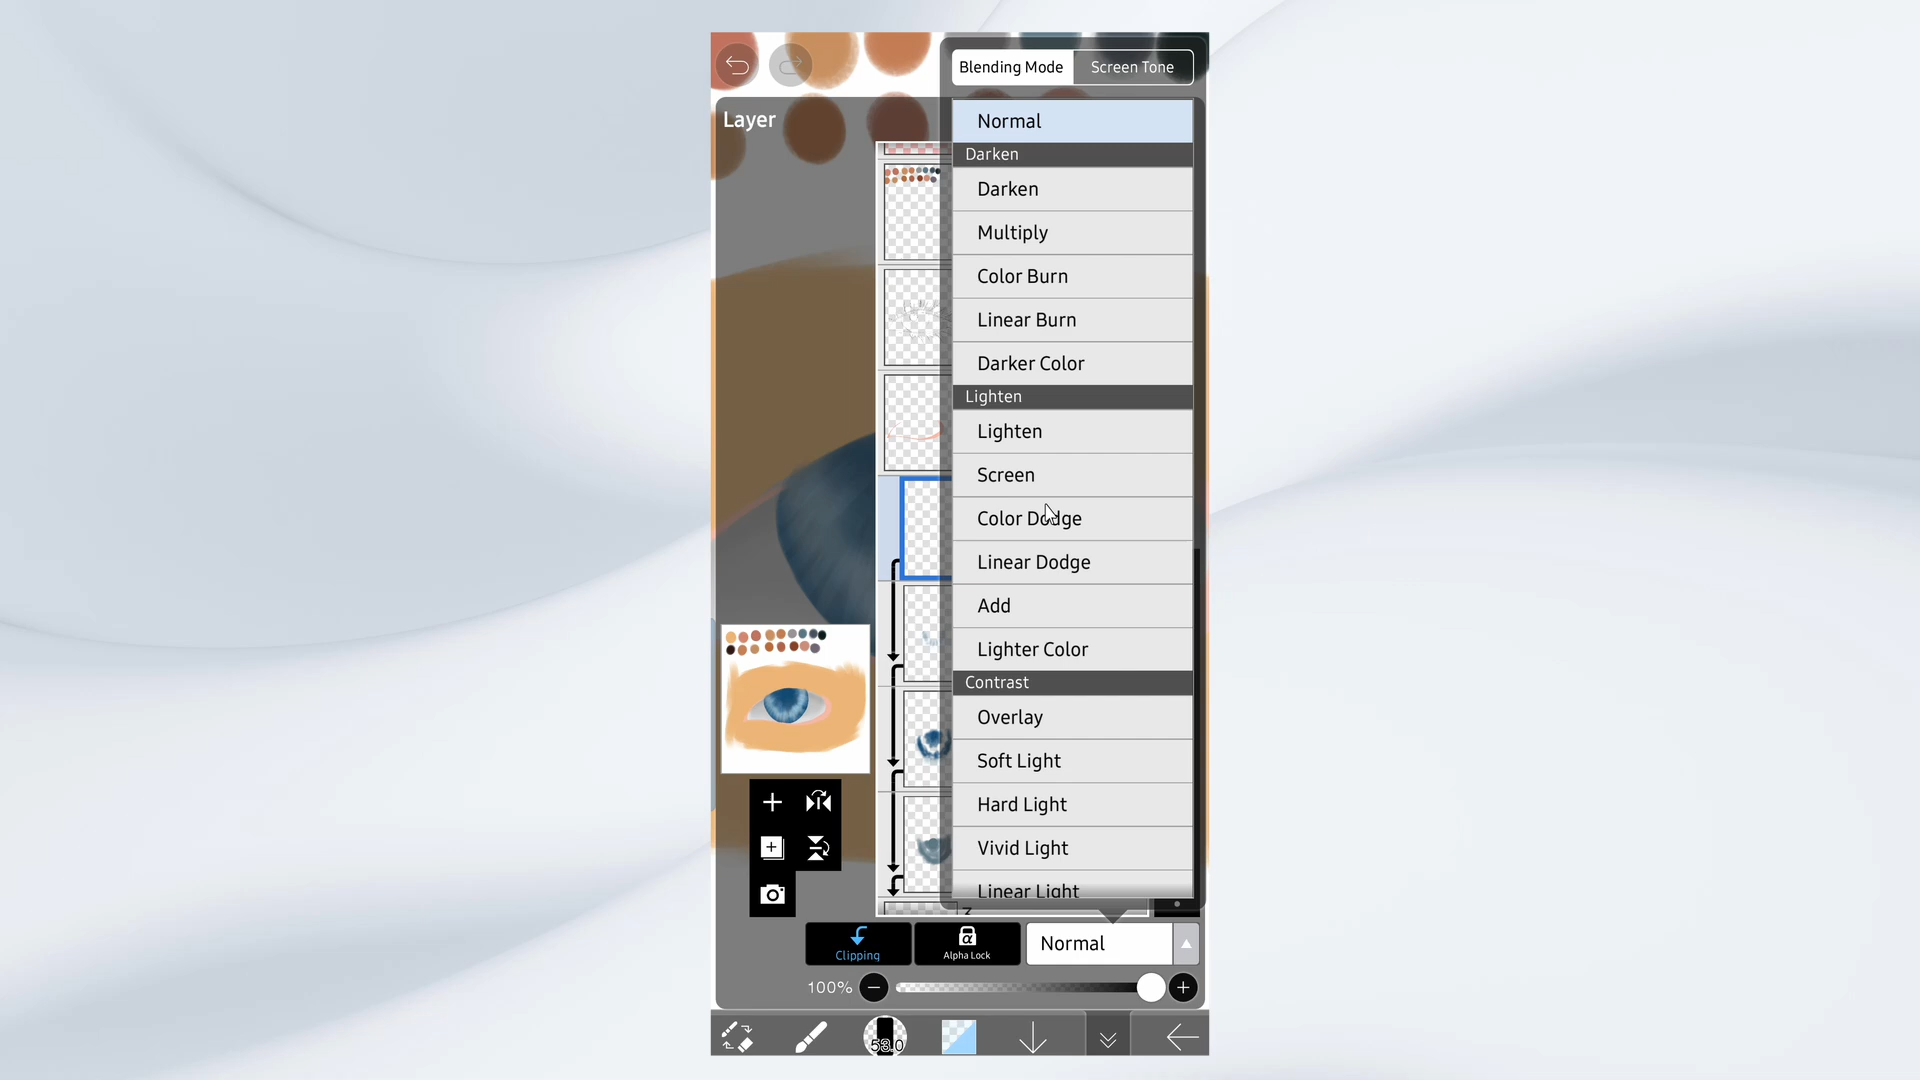 Blending Mode
Screen Tone
Layer
Normal
Darken
Darken
Multiply
Color Burn
Linear Burn
Darker Color
Lighten
Lighten
Screen
Color Dodge
Linear Dodge
Add
Lighter Color
Contrast
Overlay
Soft Light
Hard Light
Vivid Light
Linear Light
Clipping
Alpha Lock
Normal
100%
53.0